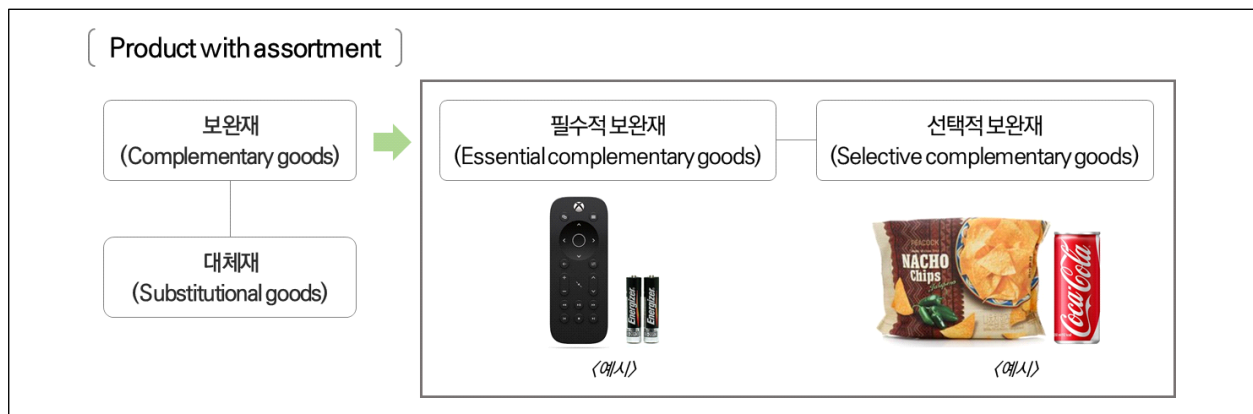 Product with assortment
보완재
(Complementary goods)
대체재
(Substitutional goods)
필수적 보완재
(Essential complementary goods)
선택적 보완재
(Selective complementary goods)
Energizer
Energizer
PEACOCK
NACHO
Chips
Coca-Cola
<예시>
<예시>